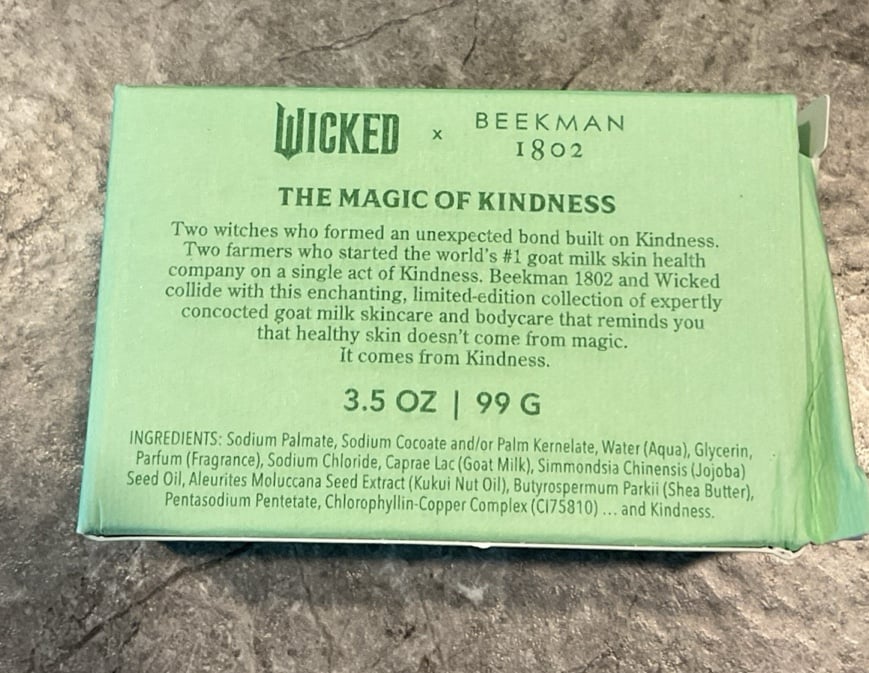 WICKED x BEEKMAN 1802
THE MAGIC OF KINDNESS
Two witches who formed an unexpected bond built on Kindness.
Two farmers who started the world's #1 goat milk skin health
company on a single act of Kindness. Beekman 1802 and Wicked
collide with this enchanting, limited-edition collection of expertly
concocted goat milk skincare and bodycare that reminds you
that healthy skin doesn't come from magic.
It comes from Kindness.
3.5 OZ | 99 G
INGREDIENTS: Sodium Palmate, Sodium Cocoate and/or Palm Kernelate, Water (Aqua), Glycerin,
Parfum (Fragrance), Sodium Chloride, Caprae Lac (Goat Milk), Simmondsia Chinensis (Jojoba)
Seed Oil, Aleurites Moluccana Seed Extract (Kukui Nut Oil), Butyrospermum Parkii (Shea Butter),
Pentasodium Pentetate, Chlorophyllin-Copper Complex (CI75810) ... and Kindness.